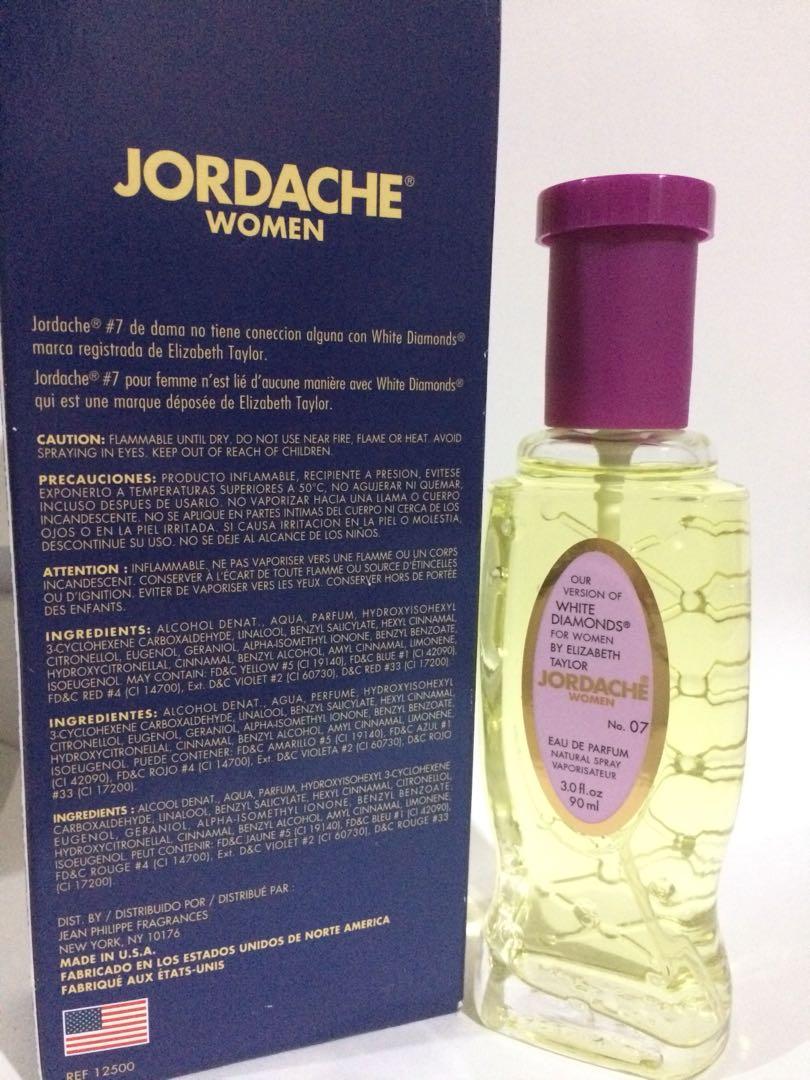 JORDACHE®
WOMEN
Jordache® #7 de dama no tiene coneccion alguna con White Diamonds®
marca registrada de Elizabeth Taylor.
Jordache® #7 pour femme n'est lié d'aucune manière avec White Diamonds®
qui est une marque déposée de Elizabeth Taylor.
CAUTION: FLAMMABLE UNTIL DRY. DO NOT USE NEAR FIRE, FLAME OR HEAT. AVOID
SPRAYING IN EYES. KEEP OUT OF REACH OF CHILDREN.
PRECAUCIONES: PRODUCTO INFLAMABLE, RECIPIENTE A PRESION, EVITESE
EXPONERLO A TEMPERATURAS SUPERIORES A 50°C, NO AGUJERAR NI QUEMAR,
INCLUSO DESPUES DE USARLO. NO VAPORIZAR HACIA UNA LLAMA O CUERPO
INCANDESCENTE. NO SE APLIQUE EN PARTES INTIMAS DEL CUERPO NI CERCA DE LOS
OJOS O EN LA PIEL IRRITADA. SI CAUSA IRRITACION EN LA PIEL O MOLESTIA,
DESCONTINUE SU USO. NO SE DEJE AL ALCANCE DE LOS NIÑOS.
ATTENTION : INFLAMMABLE. NE PAS VAPORISER VERS UNE FLAMME OU UN CORPS
INCANDESCENT. CONSERVER À L'ÉCART DE TOUTE FLAMME OU SOURCE D'ÉTINCELLES
OU D'IGNITION. EVITER DE VAPORISER VERS LES YEUX. CONSERVER HORS DE PORTÉE
DES ENFANTS.
INGREDIENTS: ALCOHOL DENAT., AQUA, PARFUM, HYDROXYISOHEXYL
3-CYCLOHEXENE CARBOXALDEHYDE, LINALOOL, BENZYL SALICYLATE, HEXYL CINNAMAL,
CITRONELLOL, EUGENOL, GERANIOL, ALPHA-ISOMETHYL IONONE, BENZYL BENZOATE,
HYDROXYCITRONELLAL, CINNAMAL, BENZYL ALCOHOL, AMYL CINNAMAL, LIMONENE,
ISOEUGENOL. MAY CONTAIN: FD&C YELLOW #5 (CI 19140), FD&C BLUE #1 (CI 42090),
FD&C RED #4 (CI 14700), Ext. D&C VIOLET #2 (CI 60730), D&C RED #33 (CI 17200).
INGREDIENTES: ALCOHOL DENAT., AQUA, PERFUME, HYDROXYISOHEXYL
3-CYCLOHEXENE CARBOXALDEHYDE, LINALOOL, BENZYL SALICYLATE, HEXYL CINNAMAL,
CITRONELLOL, EUGENOL, GERANIOL, ALPHA-ISOMETHYL IONONE, BENZYL BENZOATE,
HYDROXYCITRONELLAL, CINNAMAL, BENZYL ALCOHOL, AMYL CINNAMAL, LIMONENE,
ISOEUGENOL. PUEDE CONTENER: FD&C AMARILLO #5 (CI 19140), FD&C AZUL #1
(CI 42090), FD&C ROJO #4 (CI 14700), Ext. D&C VIOLETA #2 (CI 60730), D&C ROJO
#33 (CI 17200).
INGREDIENTS : ALCOOL DENAT., AQUA, PARFUM, HYDROXYISOHEXYL 3-CYCLOHEXENE
CARBOXALDEHYDE, LINALOOL, BENZYL SALICYLATE, HEXYL CINNAMAL, CITRONELLOL,
EUGENOL, GERANIOL, ALPHA-ISOMETHYL IONONE, BENZYL BENZOATE,
HYDROXYCITRONELLAL, CINNAMAL, BENZYL ALCOHOL, AMYL CINNAMAL, LIMONENE,
ISOEUGENOL. PEUT CONTENIR: FD&C JAUNE #5 (CI 19140), FD&C BLEU #1 (CI 42090),
FD&C ROUGE #4 (CI 14700), Ext. D&C VIOLET #2 (CI 60730), D&C ROUGE #33
(CI 17200).
DIST. BY / DISTRIBUIDO POR / DISTRIBUÉ PAR :
JEAN PHILIPPE FRAGRANCES
NEW YORK, NY 10176
MADE IN U.S.A.
FABRICADO EN LOS ESTADOS UNIDOS DE NORTE AMERICA
FABRIQUÉ AUX ÉTATS-UNIS
REF 12500
OUR
VERSION OF
WHITE
DIAMONDS®
FOR WOMEN
BY ELIZABETH
TAYLOR
JORDACHE®
WOMEN
No. 07
EAU DE PARFUM
NATURAL SPRAY
VAPORISATEUR
3.0 fl.oz
90 ml